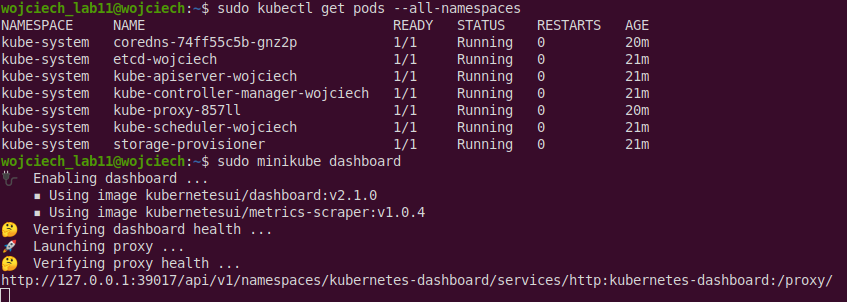 wojciech_lab11@wojciech:~$ sudo kubectl get pods --all-namespaces
NAMESPACE     NAME                                READY   STATUS    RESTARTS   AGE
kube-system   coredns-74ff55c5b-gnz2p             1/1     Running   0          20m
kube-system   etcd-wojciech                       1/1     Running   0          21m
kube-system   kube-apiserver-wojciech             1/1     Running   0          21m
kube-system   kube-controller-manager-wojciech    1/1     Running   0          21m
kube-system   kube-proxy-857ll                    1/1     Running   0          20m
kube-system   kube-scheduler-wojciech             1/1     Running   0          21m
kube-system   storage-provisioner                 1/1     Running   0          21m
wojciech_lab11@wojciech:~$ sudo minikube dashboard
🔌  Enabling dashboard ...
    ▪ Using image kubernetesui/dashboard:v2.1.0
    ▪ Using image kubernetesui/metrics-scraper:v1.0.4
🤔  Verifying dashboard health ...
🚀  Launching proxy ...
🤔  Verifying proxy health ...
http://127.0.0.1:39017/api/v1/namespaces/kubernetes-dashboard/services/http:kubernetes-dashboard:/proxy/